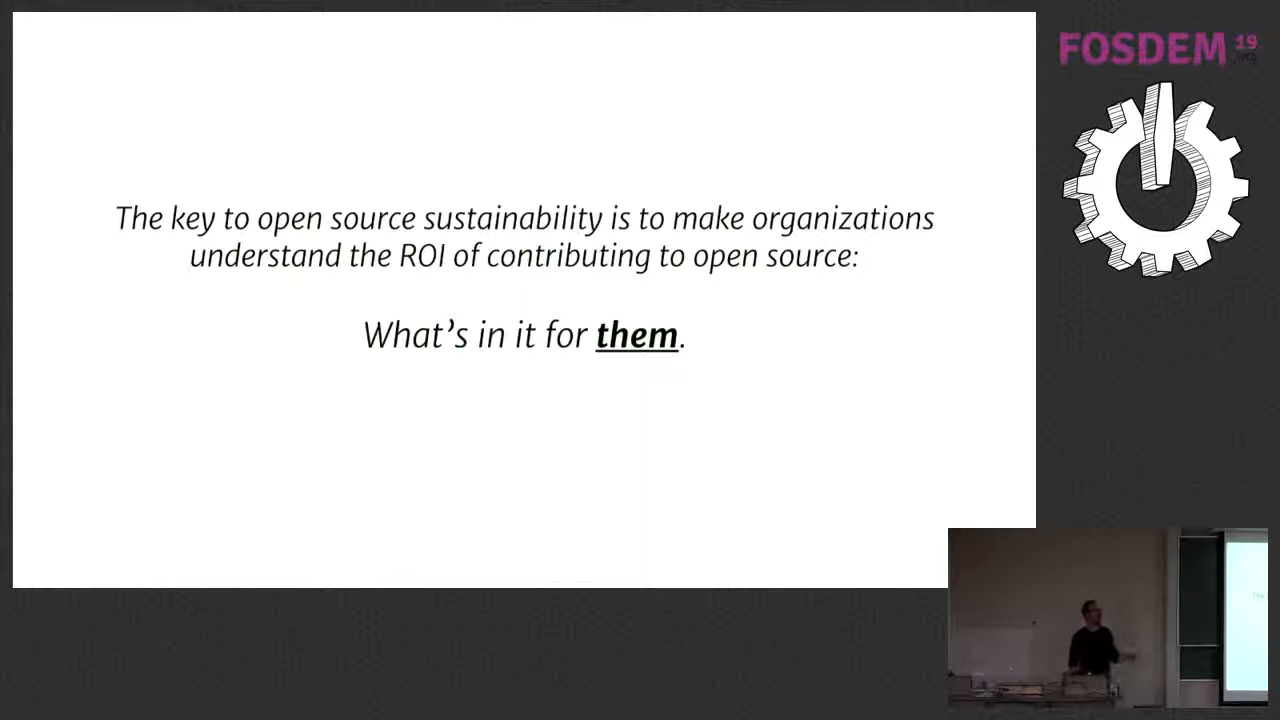 The key to open source sustainability is to make organizations
understand the ROI of contributing to open source:
What's in it for them.
FOSDEM 19